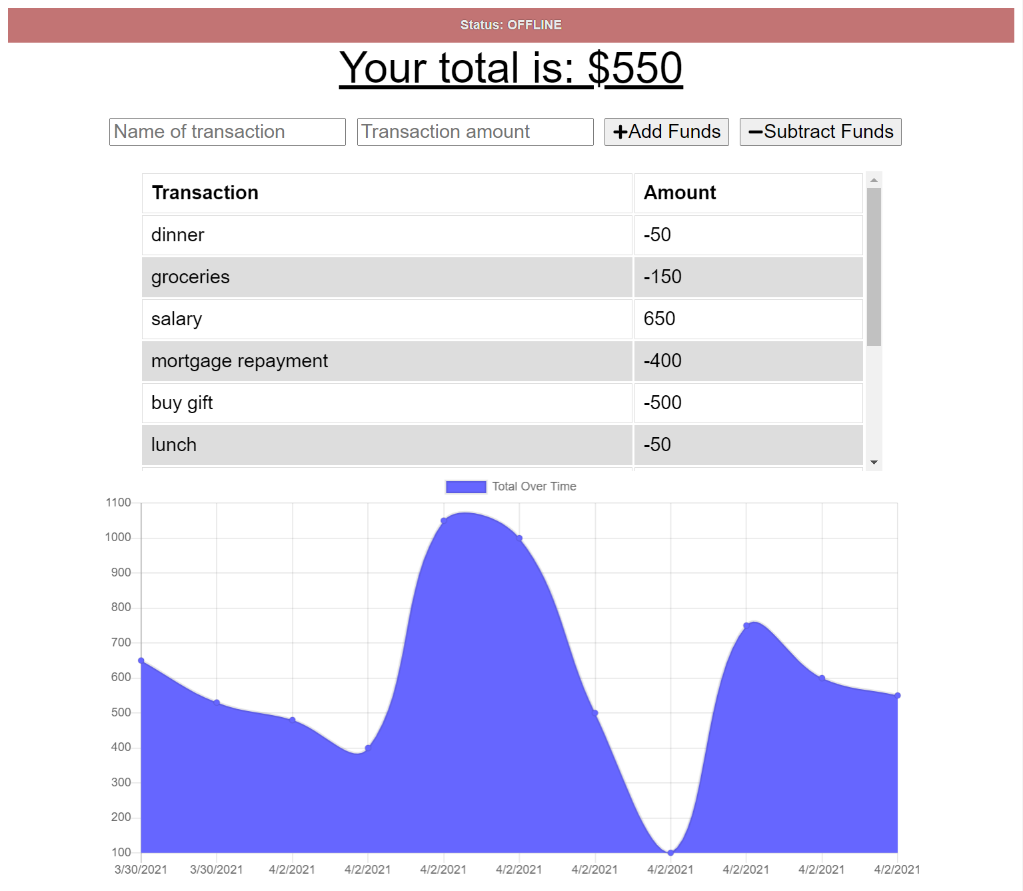 Status: OFFLINE
Your total is: $550
Name of transaction Transaction amount +Add Funds −Subtract Funds
Transaction Amount
dinner -50
groceries -150
salary 650
mortgage repayment -400
buy gift -500
lunch -50
Total Over Time
1100
1000
900
800
700
600
500
400
300
200
100
3/30/2021 3/30/2021 4/2/2021 4/2/2021 4/2/2021 4/2/2021 4/2/2021 4/2/2021 4/2/2021 4/2/2021 4/2/2021